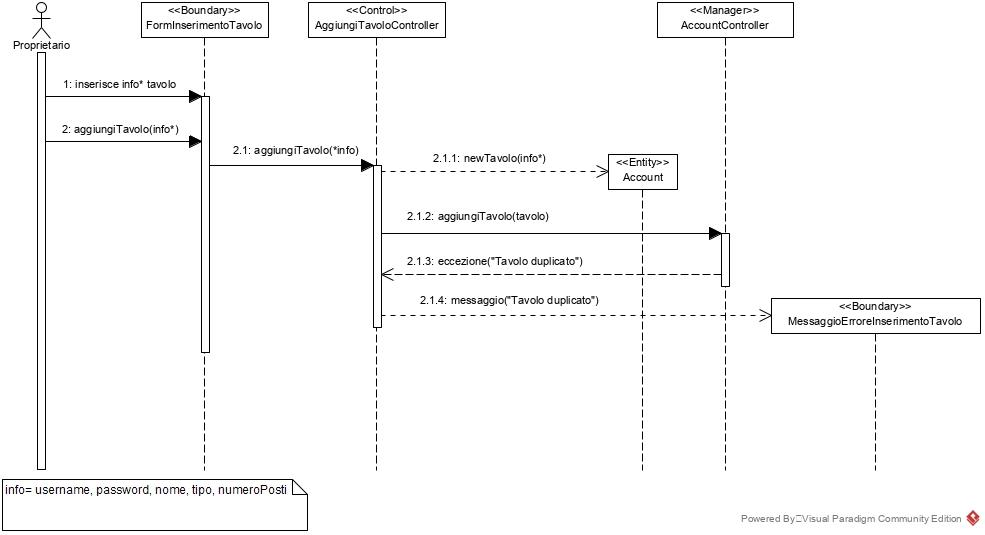 <<Boundary>>
FormInserimentoTavolo
<<Control>>
AggiungiTavoloController
<<Manager>>
AccountController
Proprietario
1: inserisce info* tavolo
2: aggiungiTavolo(info*)
2.1: aggiungiTavolo(*info)
2.1.1: newTavolo(info*)
<<Entity>>
Account
2.1.2: aggiungiTavolo(tavolo)
2.1.3: eccezione("Tavolo duplicato")
2.1.4: messaggio("Tavolo duplicato")
<<Boundary>>
MessaggioErroreInserimentoTavolo
info= username, password, nome, tipo, numeroPosti
Powered By Visual Paradigm Community Edition